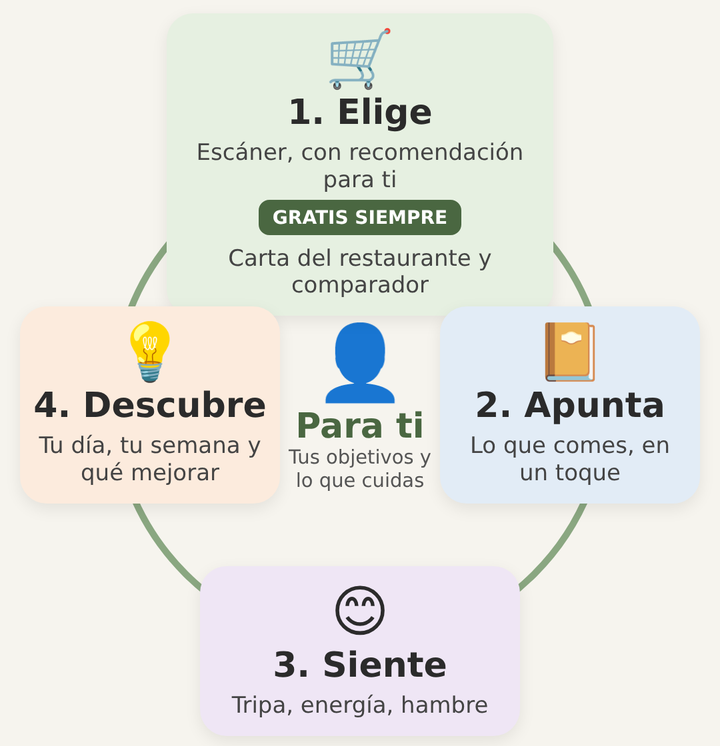 1. Elige
Escáner, con recomendación
para ti
GRATIS SIEMPRE
Carta del restaurante y
comparador
4. Descubre
Tu día, tu semana y
qué mejorar
Para ti
Tus objetivos y
lo que cuidas
2. Apunta
Lo que comes, en
un toque
3. Siente
Tripa, energía, hambre